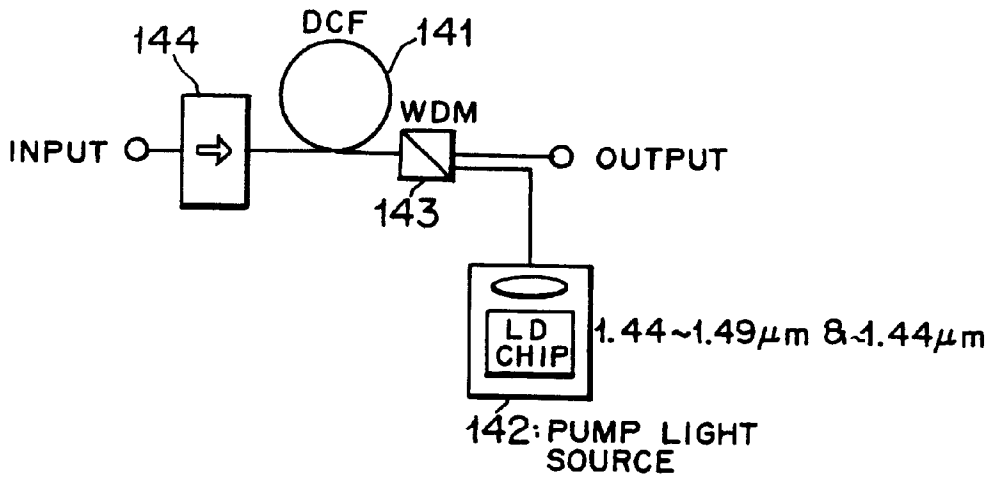 144
DCF
141
WDM
INPUT
OUTPUT
143
LD
CHIP
1.44~1.49μm &~1.44μm
142: PUMP LIGHT
SOURCE